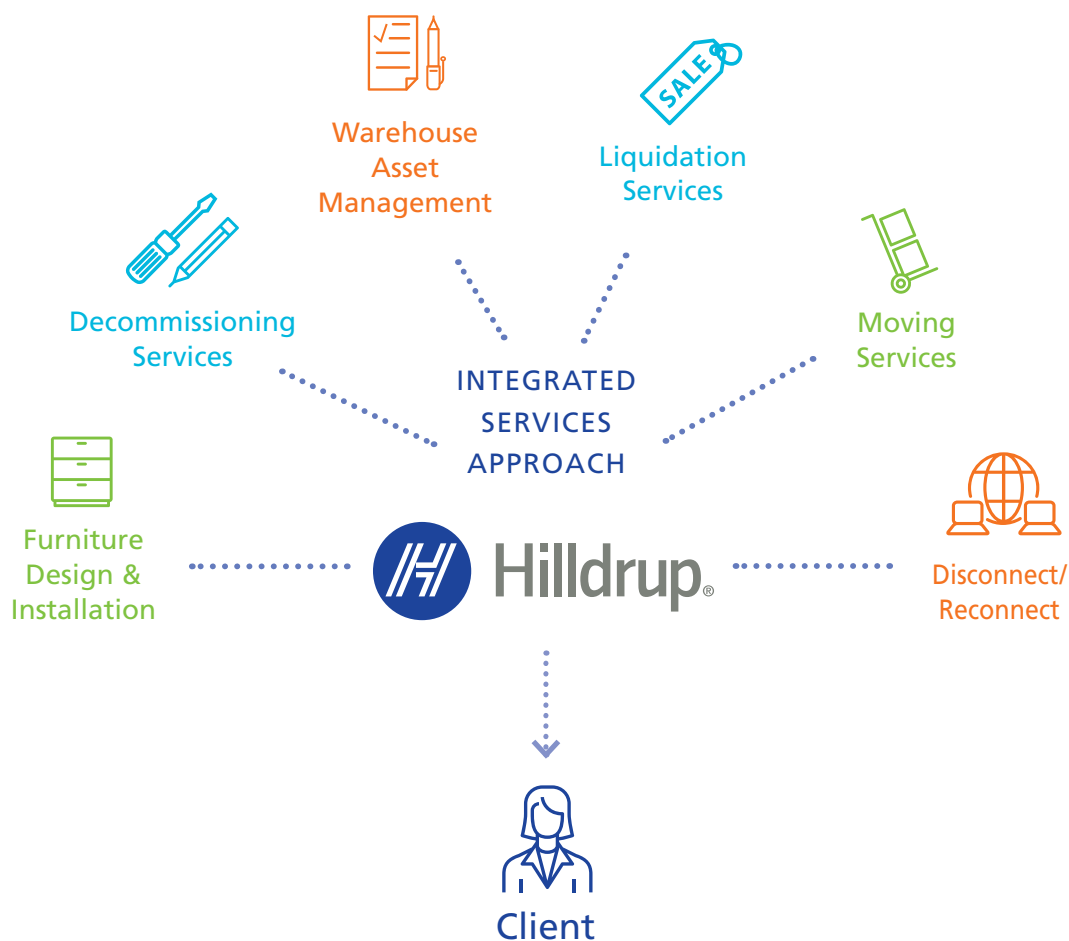 Warehouse
Asset
Management
SALE
Liquidation
Services
Decommissioning
Services
Moving
Services
INTEGRATED
SERVICES
APPROACH
Furniture
Design &
Installation
H Hilldrup®
Disconnect/
Reconnect
Client